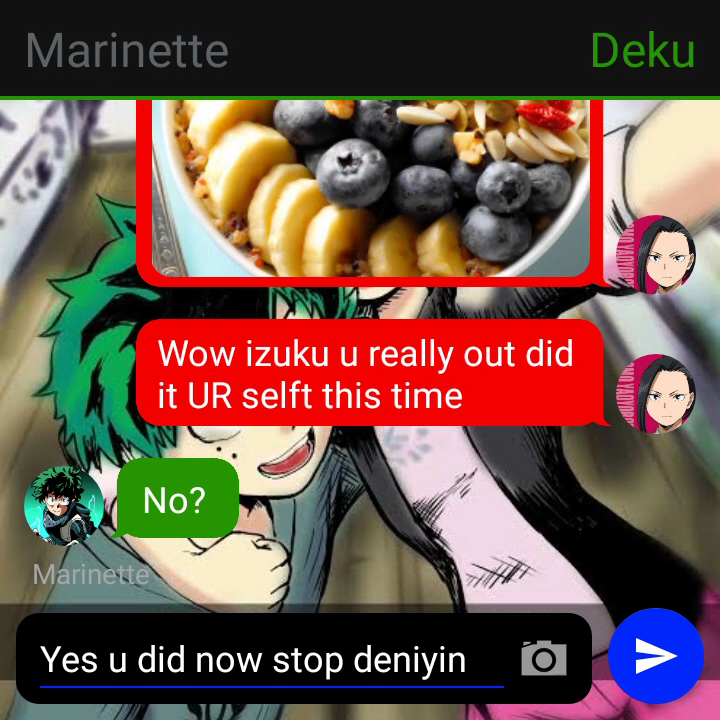 Marinette Deku
Wow izuku u really out did
it UR selft this time
No?
Marinette
Yes u did now stop deniyin